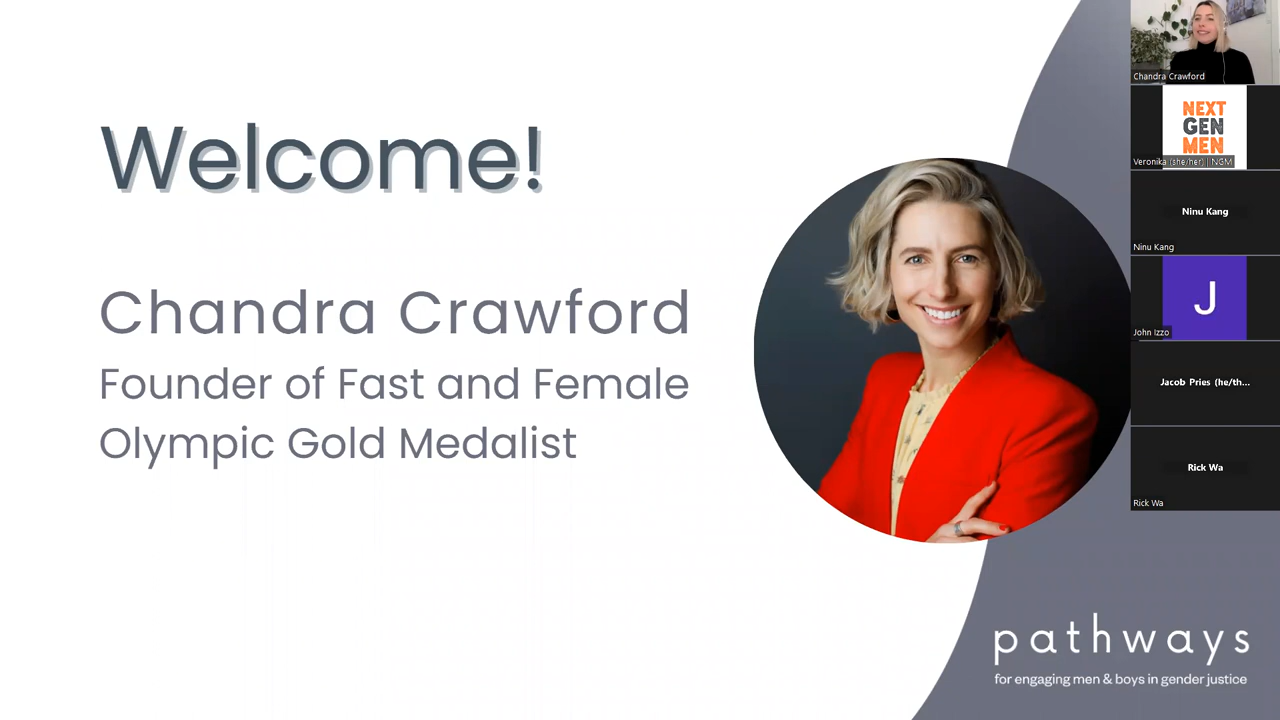 Welcome!
Chandra Crawford
Founder of Fast and Female
Olympic Gold Medalist
pathways
for engaging men & boys in gender justice
Chandra Crawford
NEXT
GEN
MEN
Veronika (she/her) | NGM
Ninu Kang
Ninu Kang
J
John Izzo
Jacob Pries (he/th...
Rick Wa
Rick Wa